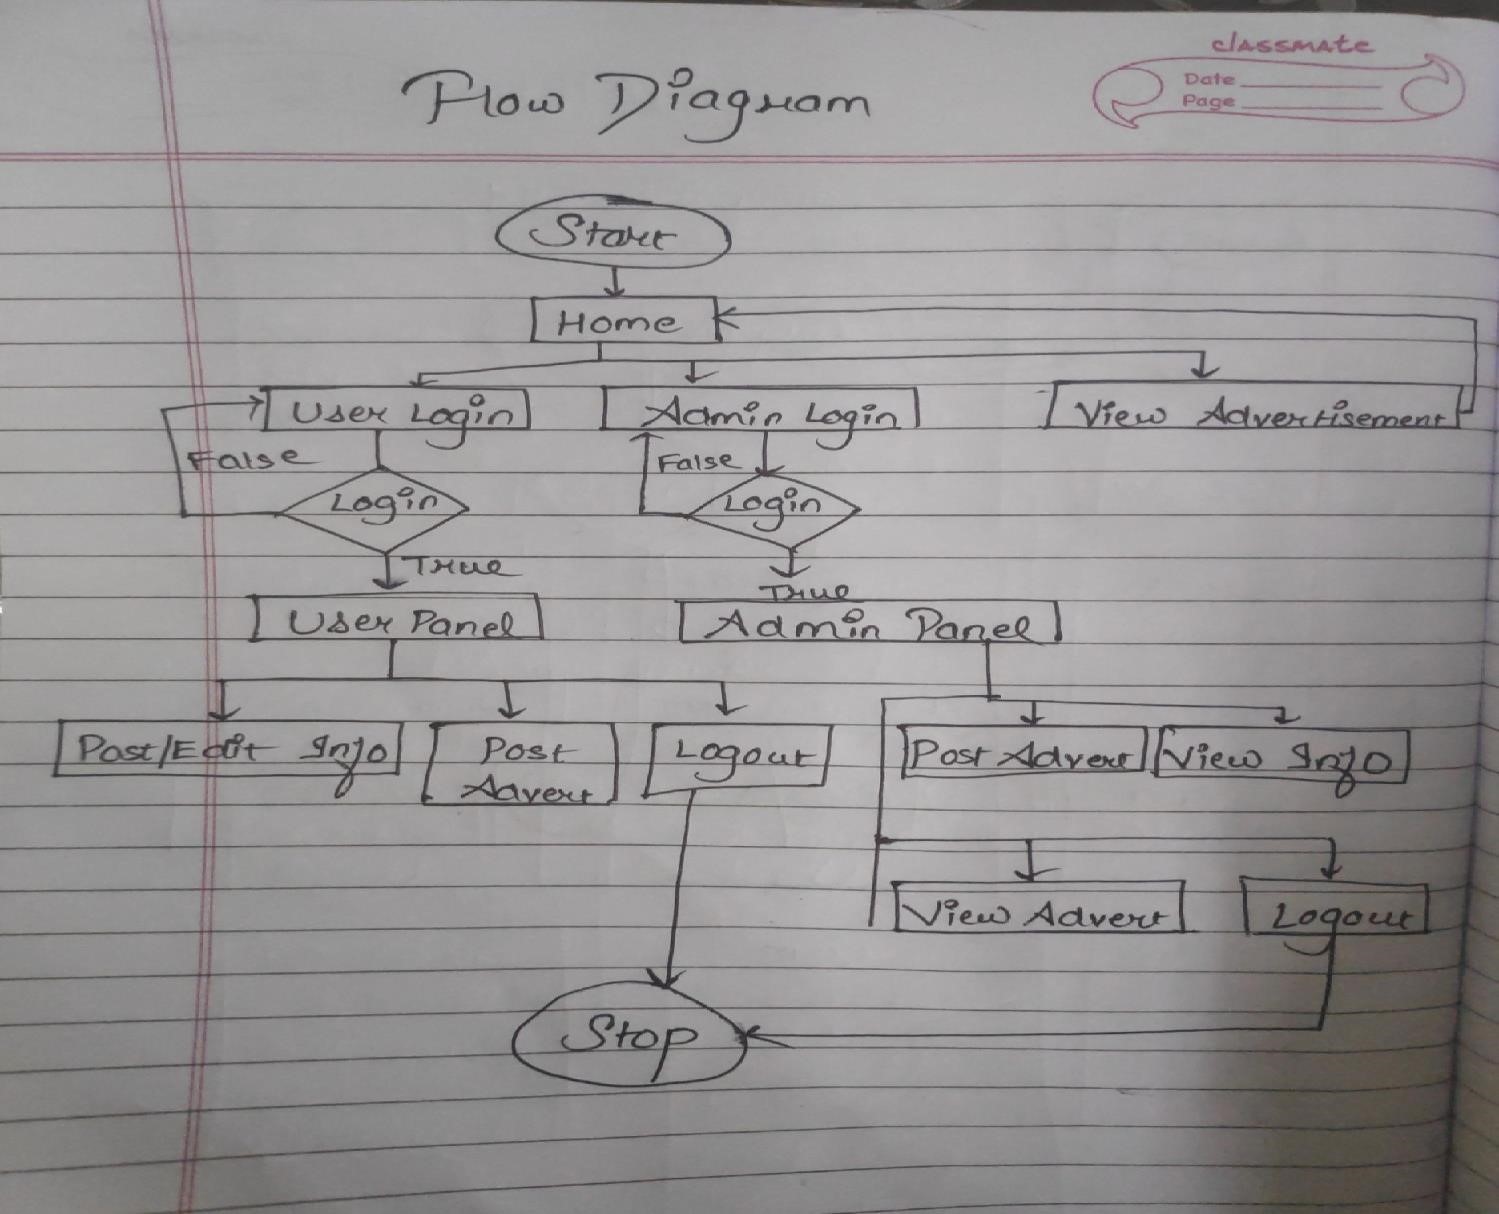 classmate
Date
Page
Flow Diagram
Start
Home
User Login
Admin Login
View Advertisement
False
False
Login
Login
True
True
User Panel
Admin Panel
Post/Edit Info
Post
Advert
Logout
Post Advert
View Info
View Advert
Logout
Stop